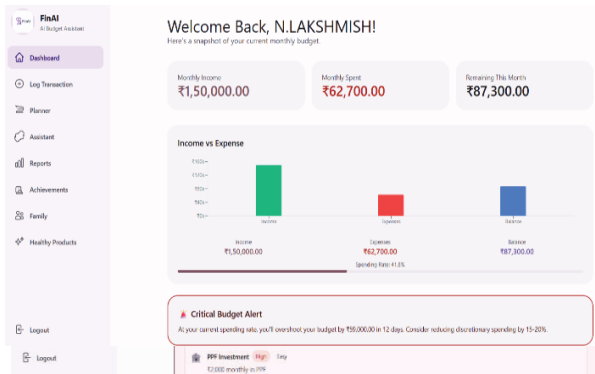 FinAI
AI Budget Assistant
Dashboard
Log Transaction
Planner
Assistant
Reports
Achievements
Family
Healthy Products
Logout
Logout
Welcome Back, N.LAKSHMISH!
Here's a snapshot of your current monthly budget.
Monthly Income
₹1,50,000.00
Monthly Spent
₹62,700.00
Remaining This Month
₹87,300.00
Income vs Expense
Income
Expenses
Balance
Income
₹1,50,000.00
Expenses
₹62,700.00
Balance
₹87,300.00
Spending Rate: 41.8%
Critical Budget Alert
At your current spending rate, you'll overshoot your budget by ₹59,000.00 in 12 days. Consider reducing discretionary spending by 15-20%.
PPF Investment High Easy
₹2,000 monthly in PPF